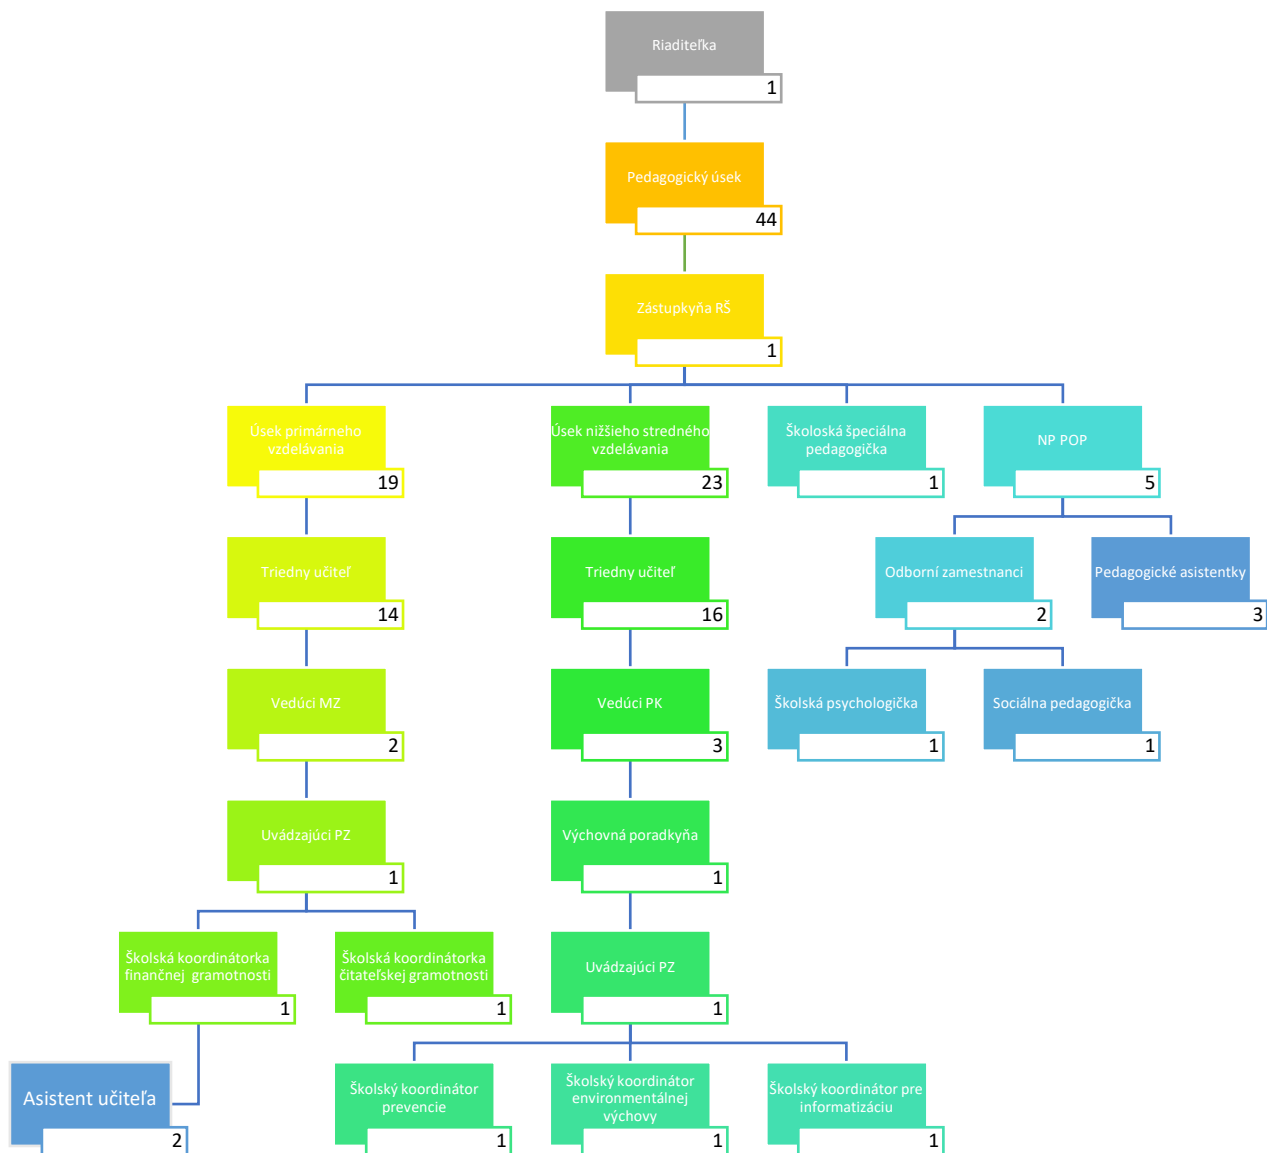 Riaditeľka
1
Pedagogický úsek
44
Zástupkyňa RŠ
1
Úsek primárneho
vzdelávania
19
Úsek nižšieho stredného
vzdelávania
23
Školoská špeciálna
pedagogička
1
NP POP
5
Triedny učiteľ
14
Triedny učiteľ
16
Odborní zamestnanci
2
Pedagogické asistentky
3
Vedúci MZ
2
Vedúci PK
3
Školská psychologička
1
Sociálna pedagogička
1
Uvádzajúci PZ
1
Výchovná poradkyňa
1
Školská koordinátorka
finančnej gramotnosti
1
Školská koordinátorka
čitateľskej gramotnosti
1
Uvádzajúci PZ
1
Asistent učiteľa
2
Školský koordinátor
prevencie
1
Školský koordinátor
environmentálnej
výchovy
1
Školský koordinátor pre
informatizáciu
1